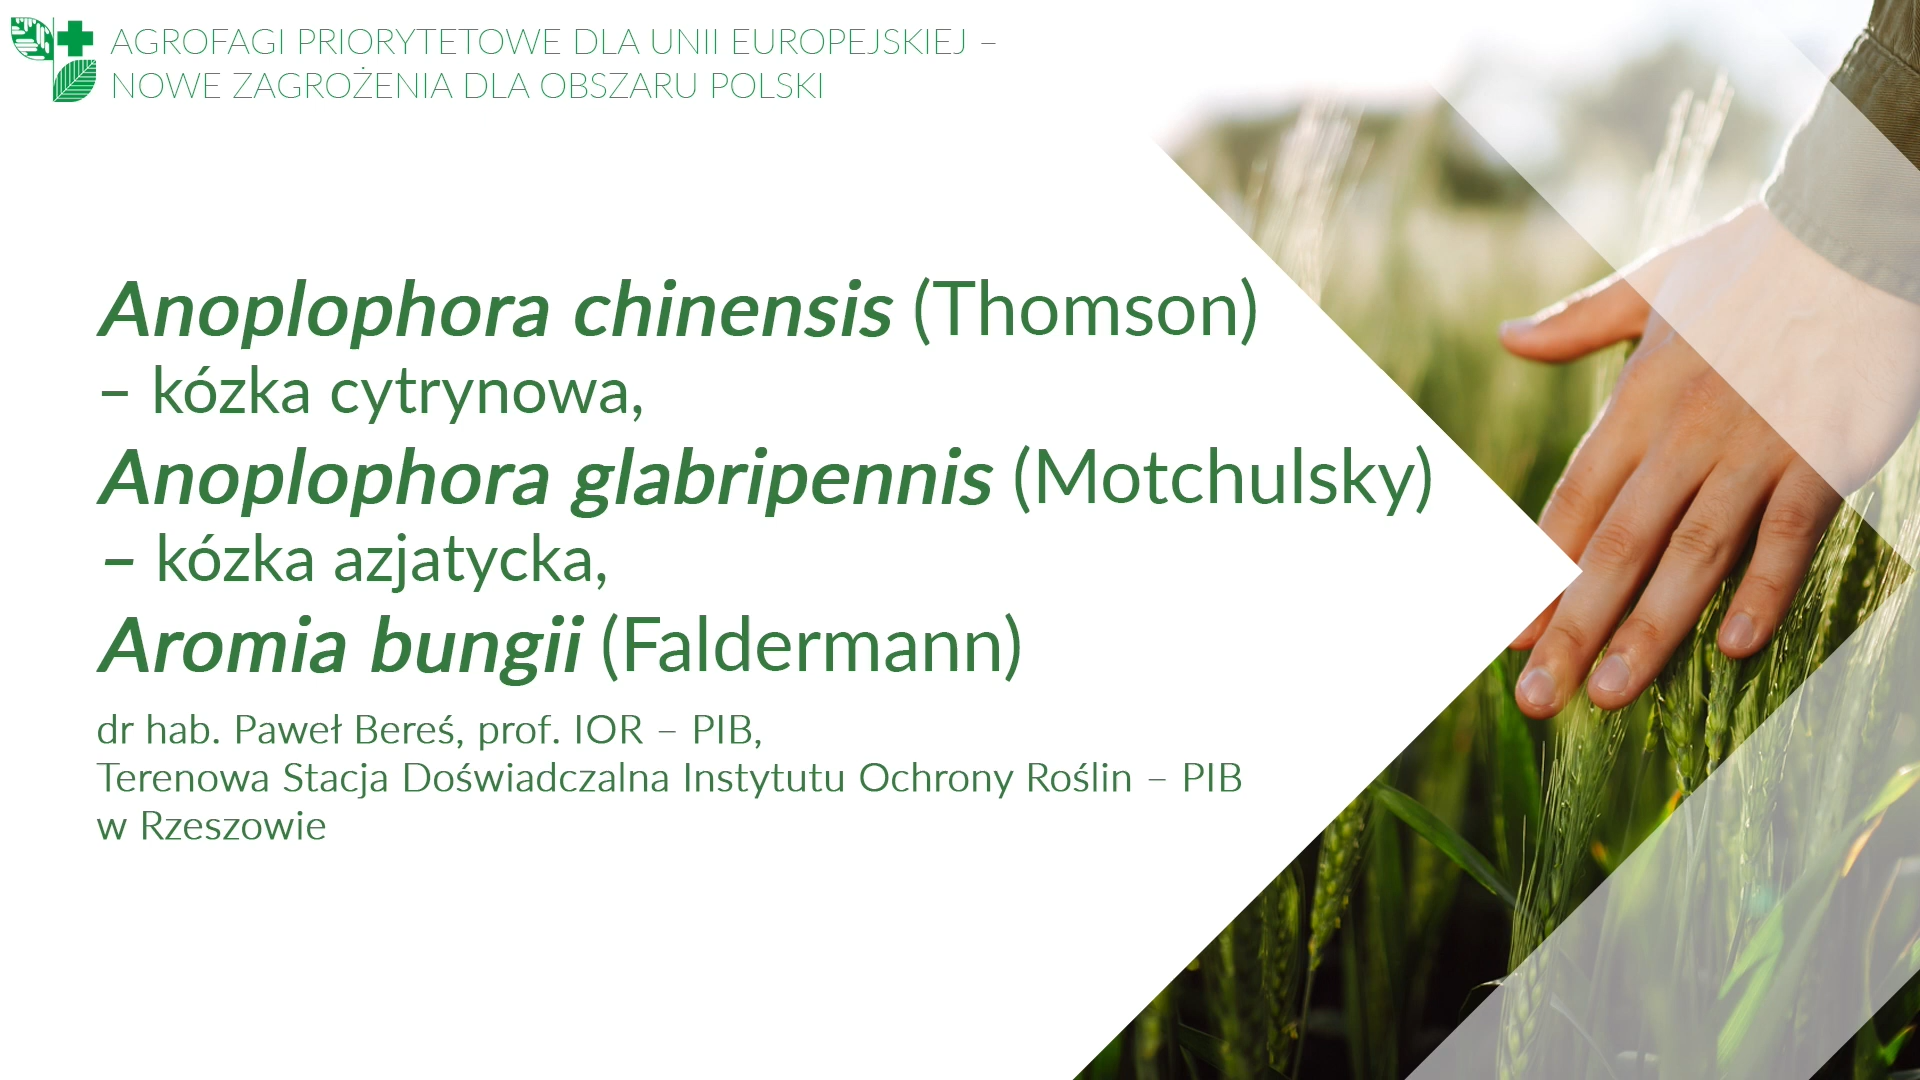 AGROFAGI PRIORYTETOWE DLA UNII EUROPEJSKIEJ –
NOWE ZAGROŻENIA DLA OBSZARU POLSKI
Anoplophora chinensis (Thomson)
– kózka cytrynowa,
Anoplophora glabripennis (Motchulsky)
– kózka azjatycka,
Aromia bungii (Faldermann)
dr hab. Paweł Bereś, prof. IOR – PIB,
Terenowa Stacja Doświadczalna Instytutu Ochrony Roślin – PIB
w Rzeszowie